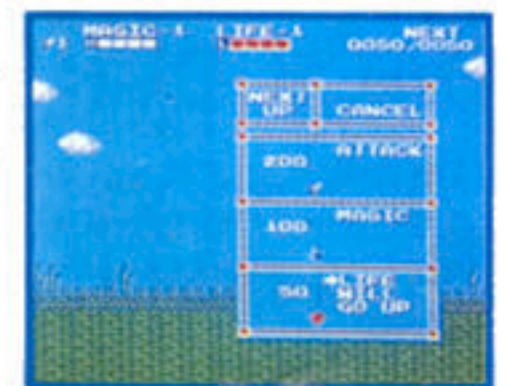 MAGIC-1 LIFE-1 NEXT
0050/0050
NEXT
UP CANCEL
ATTACK
200
MAGIC
100
50 LIFE
WILL
GO UP